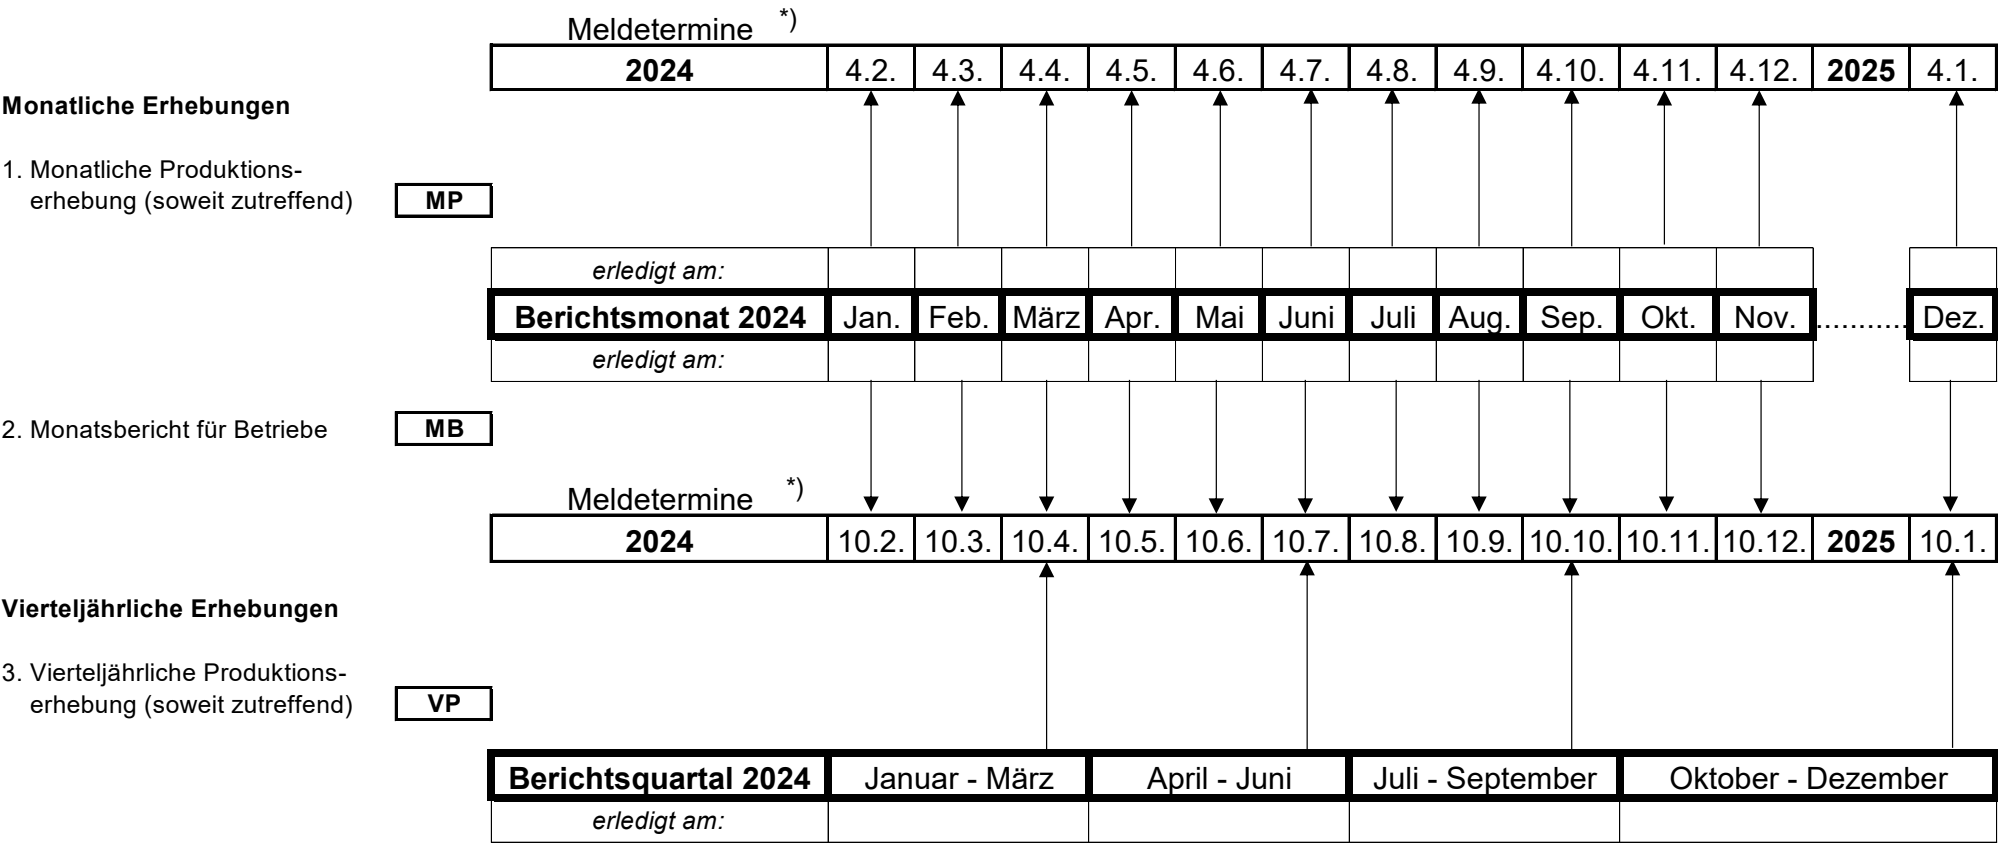 Meldetermine *)
2024 4.2. 4.3. 4.4. 4.5. 4.6. 4.7. 4.8. 4.9. 4.10. 4.11. 4.12. 2025 4.1.
Monatliche Erhebungen
1. Monatliche Produktions-
erhebung (soweit zutreffend) MP
erledigt am:
Berichtsmonat 2024 Jan. Feb. März Apr. Mai Juni Juli Aug. Sep. Okt. Nov. ........... Dez.
erledigt am:
2. Monatsbericht für Betriebe MB
Meldetermine *)
2024 10.2. 10.3. 10.4. 10.5. 10.6. 10.7. 10.8. 10.9. 10.10. 10.11. 10.12. 2025 10.1.
Vierteljährliche Erhebungen
3. Vierteljährliche Produktions-
erhebung (soweit zutreffend) VP
Berichtsquartal 2024 Januar - März April - Juni Juli - September Oktober - Dezember
erledigt am: